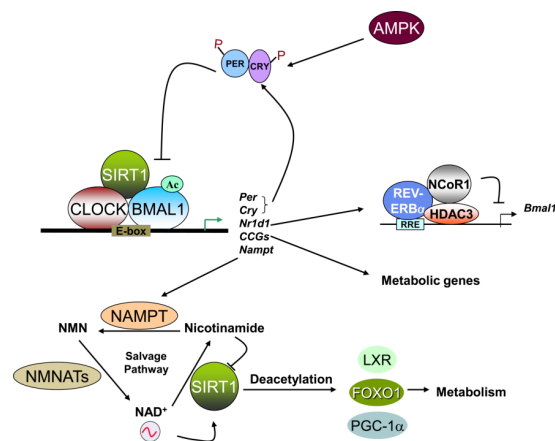 AMPK
P
P
PER
CRY
SIRT1
Ac
CLOCK
BMAL1
E-box
Per
Cry
Nr1d1
CCGs
Nampt
NCoR1
REV-
ERBα
HDAC3
RRE
Bmal1
Metabolic genes
NAMPT
NMN
Nicotinamide
Salvage
Pathway
NMNATs
NAD+
SIRT1
Deacetylation
LXR
FOXO1
PGC-1α
Metabolism